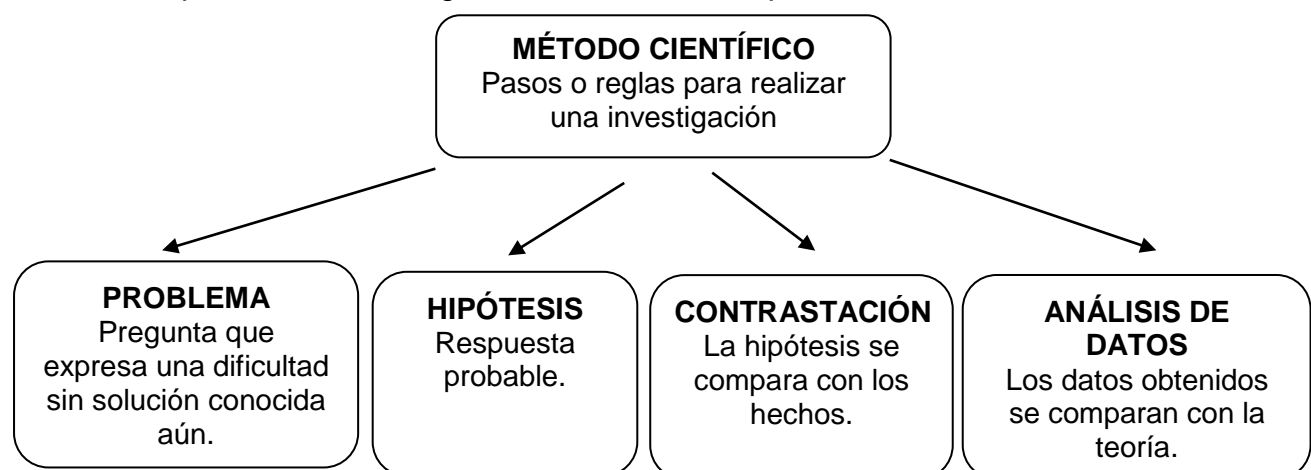 MÉTODO CIENTÍFICO
Pasos o reglas para realizar
una investigación
PROBLEMA
Pregunta que
expresa una dificultad
sin solución conocida
aún.
HIPÓTESIS
Respuesta
probable.
CONTRASTACIÓN
La hipótesis se
compara con los
hechos.
ANÁLISIS DE
DATOS
Los datos obtenidos
se comparan con la
teoría.